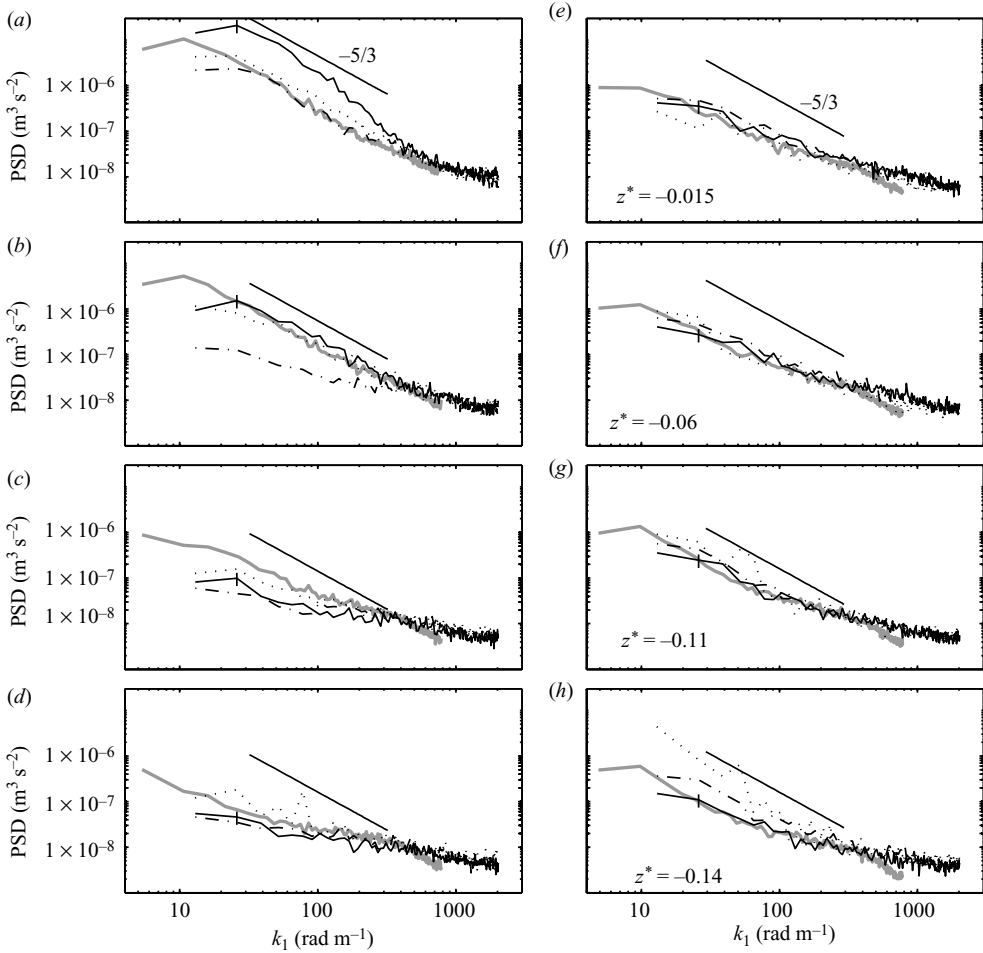 (a)
–5/3
PSD (m³ s⁻²)
1 × 10⁻⁶
1 × 10⁻⁷
1 × 10⁻⁸
(e)
–5/3
z* = –0.015
(b)
PSD (m³ s⁻²)
1 × 10⁻⁶
1 × 10⁻⁷
1 × 10⁻⁸
(f)
z* = –0.06
(c)
PSD (m³ s⁻²)
1 × 10⁻⁶
1 × 10⁻⁷
1 × 10⁻⁸
(g)
z* = –0.11
(d)
PSD (m³ s⁻²)
1 × 10⁻⁶
1 × 10⁻⁷
1 × 10⁻⁸
10 100 1000
k₁ (rad m⁻¹)
(h)
z* = –0.14
10 100 1000
k₁ (rad m⁻¹)